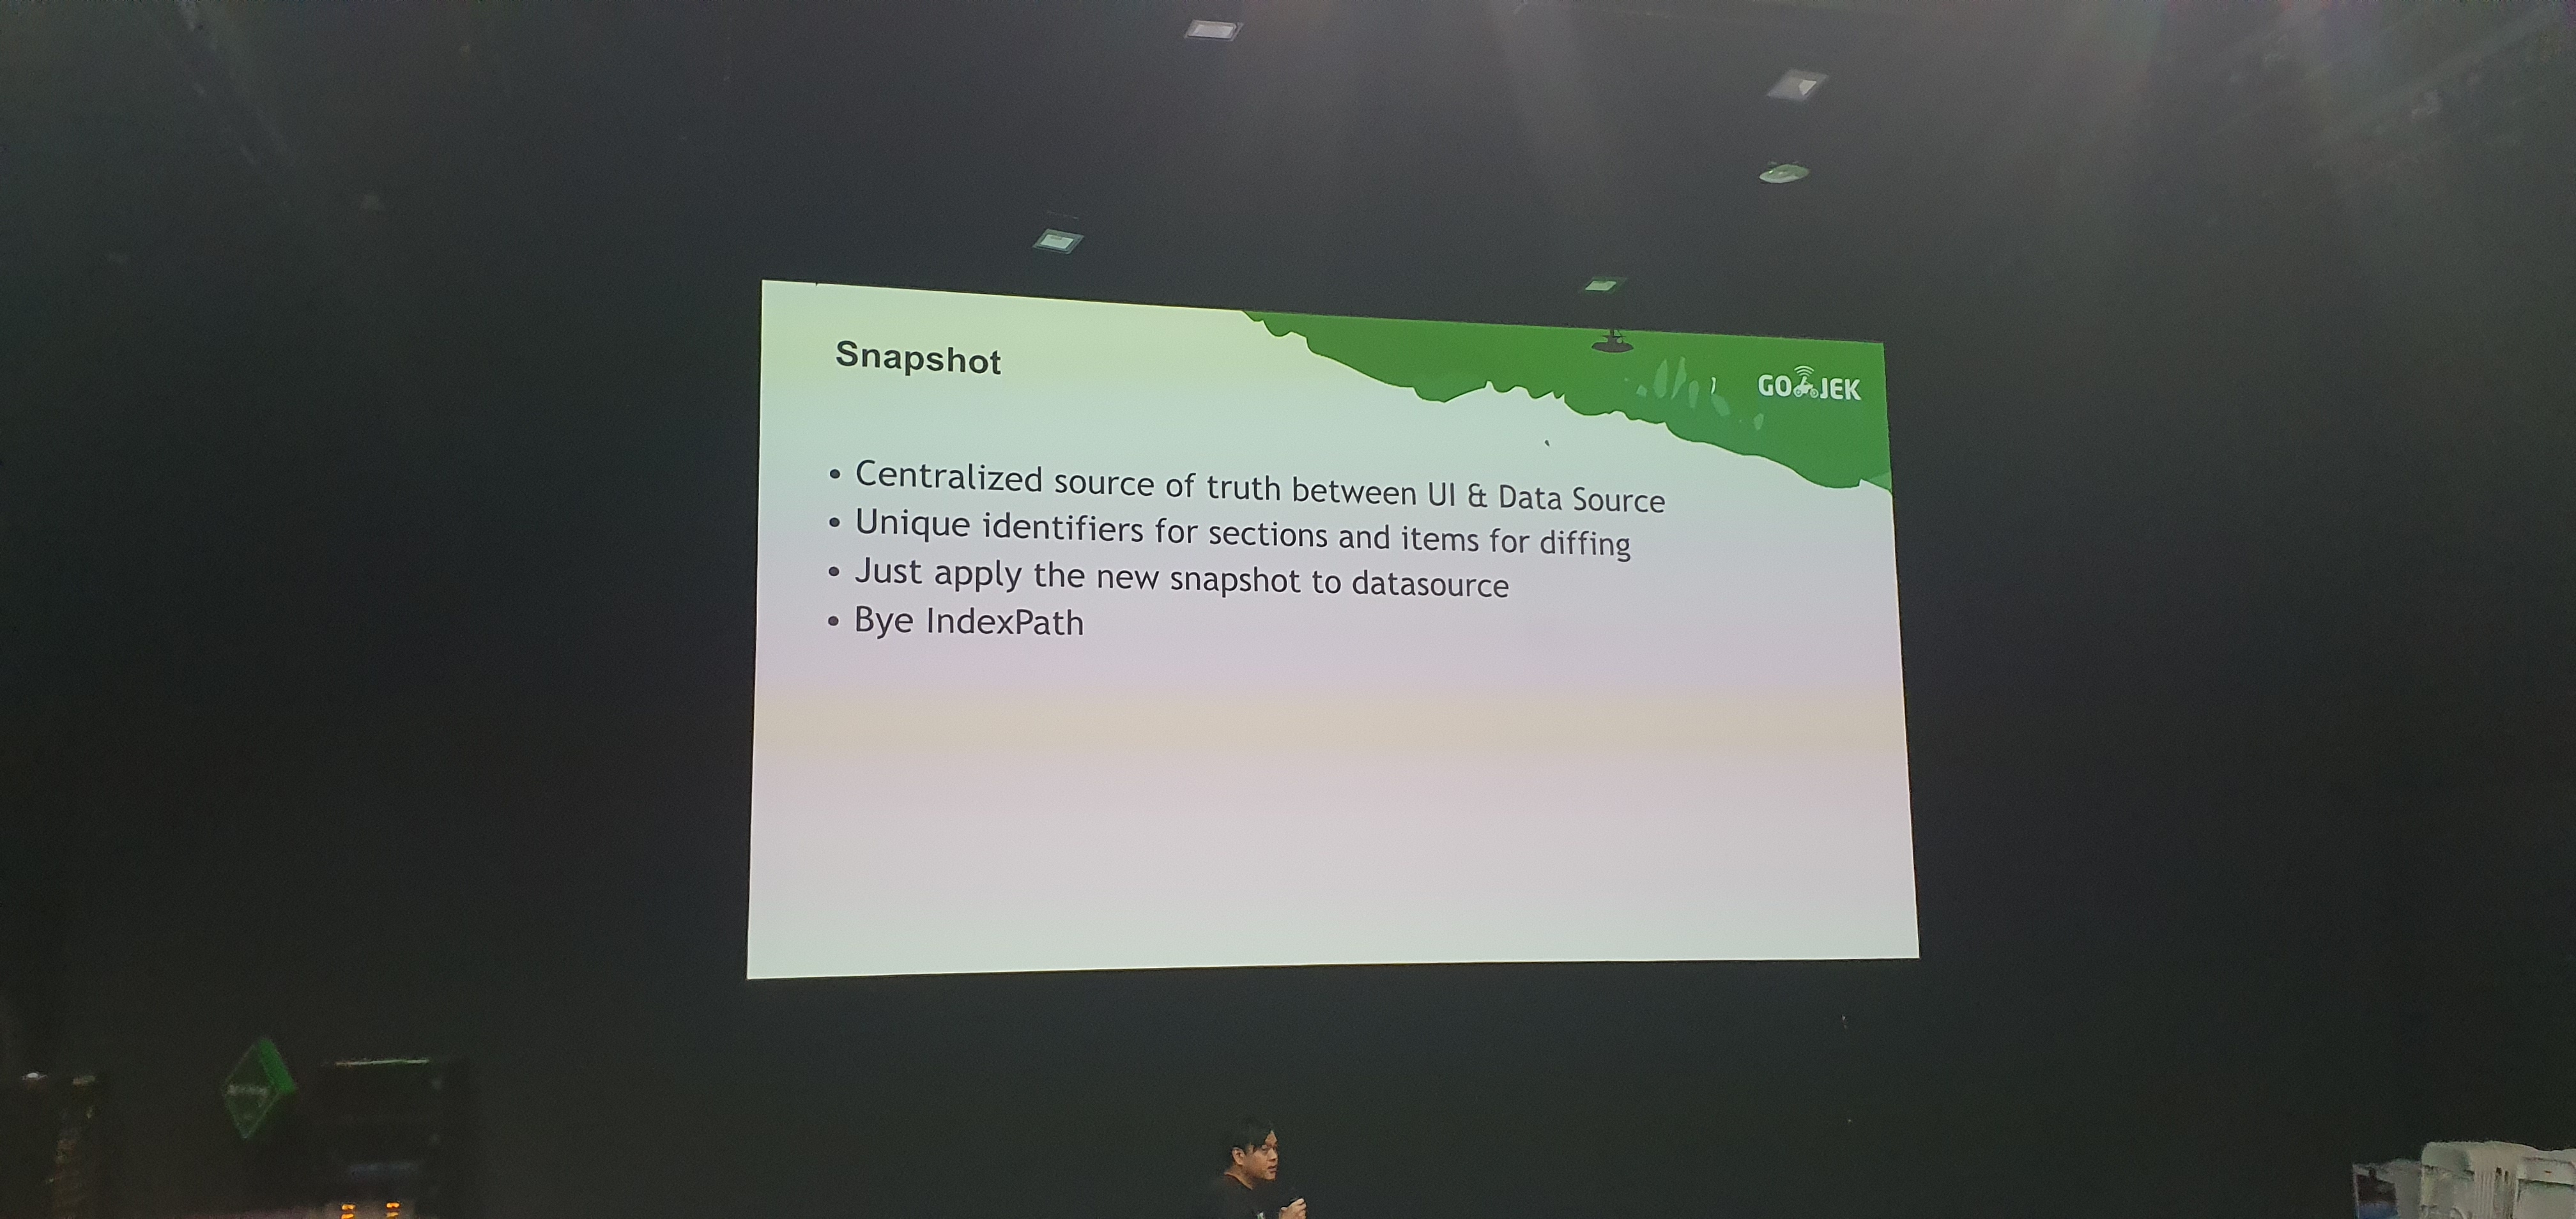 Snapshot
GOJEK
• Centralized source of truth between UI & Data Source
• Unique identifiers for sections and items for diffing
• Just apply the new snapshot to datasource
• Bye IndexPath